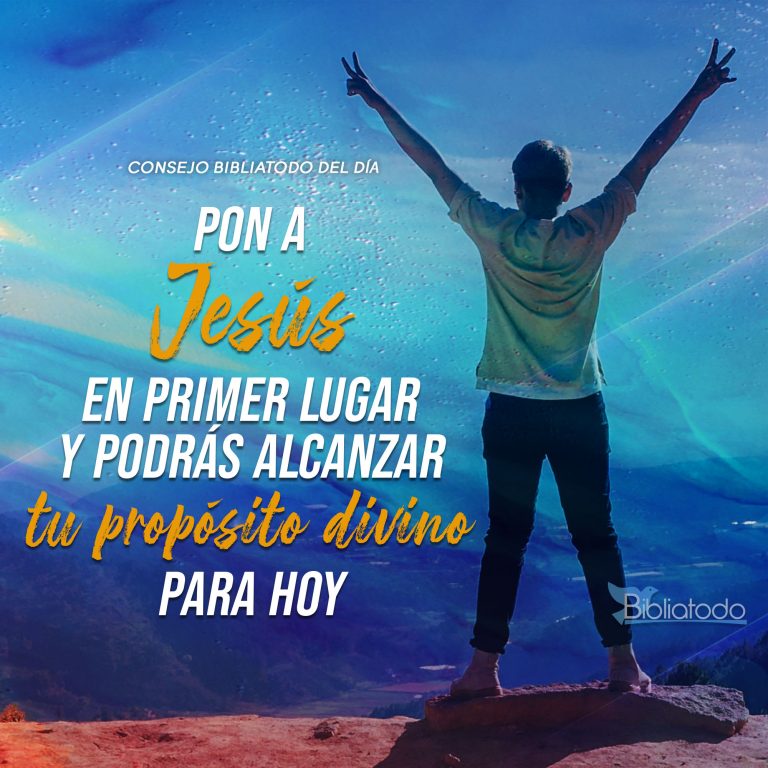 CONSEJO BIBLIATODO DEL DÍA
PON A
Jesús
EN PRIMER LUGAR
Y PODRÁS ALCANZAR
tu propósito divino
PARA HOY
Bibliatodo